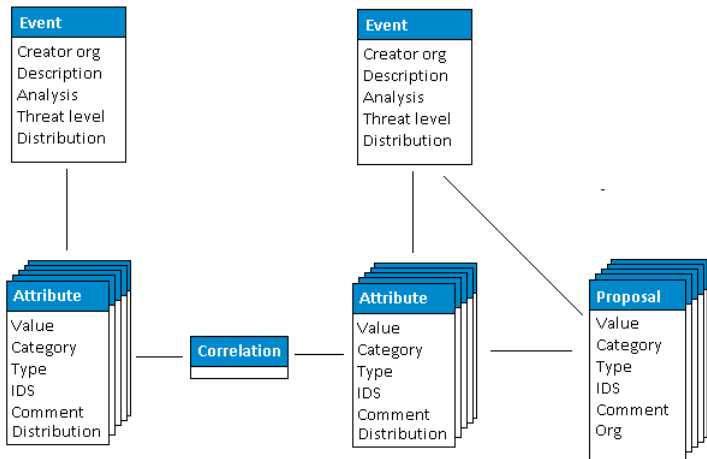 Event
Creator org
Description
Analysis
Threat level
Distribution
Event
Creator org
Description
Analysis
Threat level
Distribution
Attribute
Value
Category
Type
IDS
Comment
Distribution
Correlation
Attribute
Value
Category
Type
IDS
Comment
Distribution
Proposal
Value
Category
Type
IDS
Comment
Org